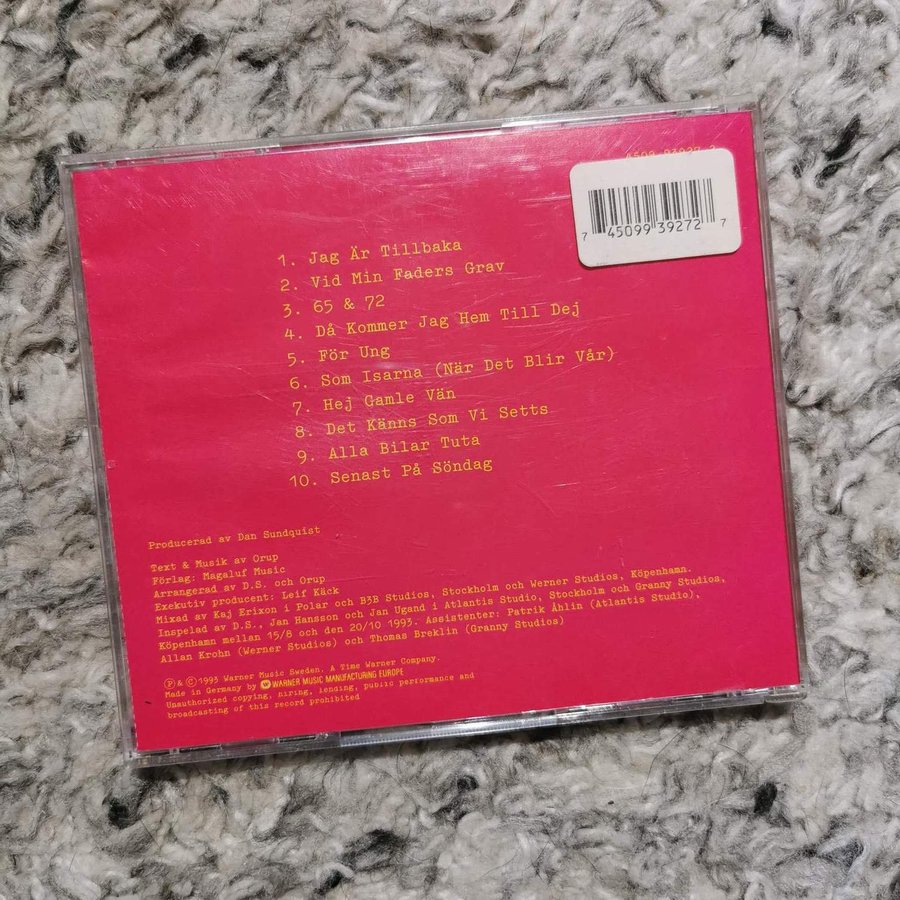 7 45099 39272 7
1. Jag Är Tillbaka
2. Vid Min Faders Grav
3. 65 & 72
4. Då Kommer Jag Hem Till Dej
5. För Ung
6. Som Isarna (När Det Blir Vår)
7. Hej Gamle Vän
8. Det Känns Som Vi Setts
9. Alla Bilar Tuta
10. Senast På Söndag
Producerad av Dan Sundquist
Text & Musik av Orup
Förlag: Magaluf Music
Arrangerad av D.S. och Orup
Exekutiv producent: Leif Käck
Mixad av Kaj Erixon i Polar och B3B Studios, Stockholm och Werner Studios, Köpenhamn.
Inspelad av D.S., Jan Hansson och Jan Ugand i Atlantis Studio, Stockholm och Granny Studios,
Köpenhamn mellan 15/8 och den 20/10 1993. Assistenter: Patrik Åhlin (Atlantis Studio),
Allan Krohn (Werner Studios) och Thomas Breklin (Granny Studios)
Ⓟ & © 1993 Warner Music Sweden. A Time Warner Company.
Made in Germany by WARNER MUSIC MANUFACTURING EUROPE
Unauthorized copying, hiring, lending, public performance and
broadcasting of this record prohibited